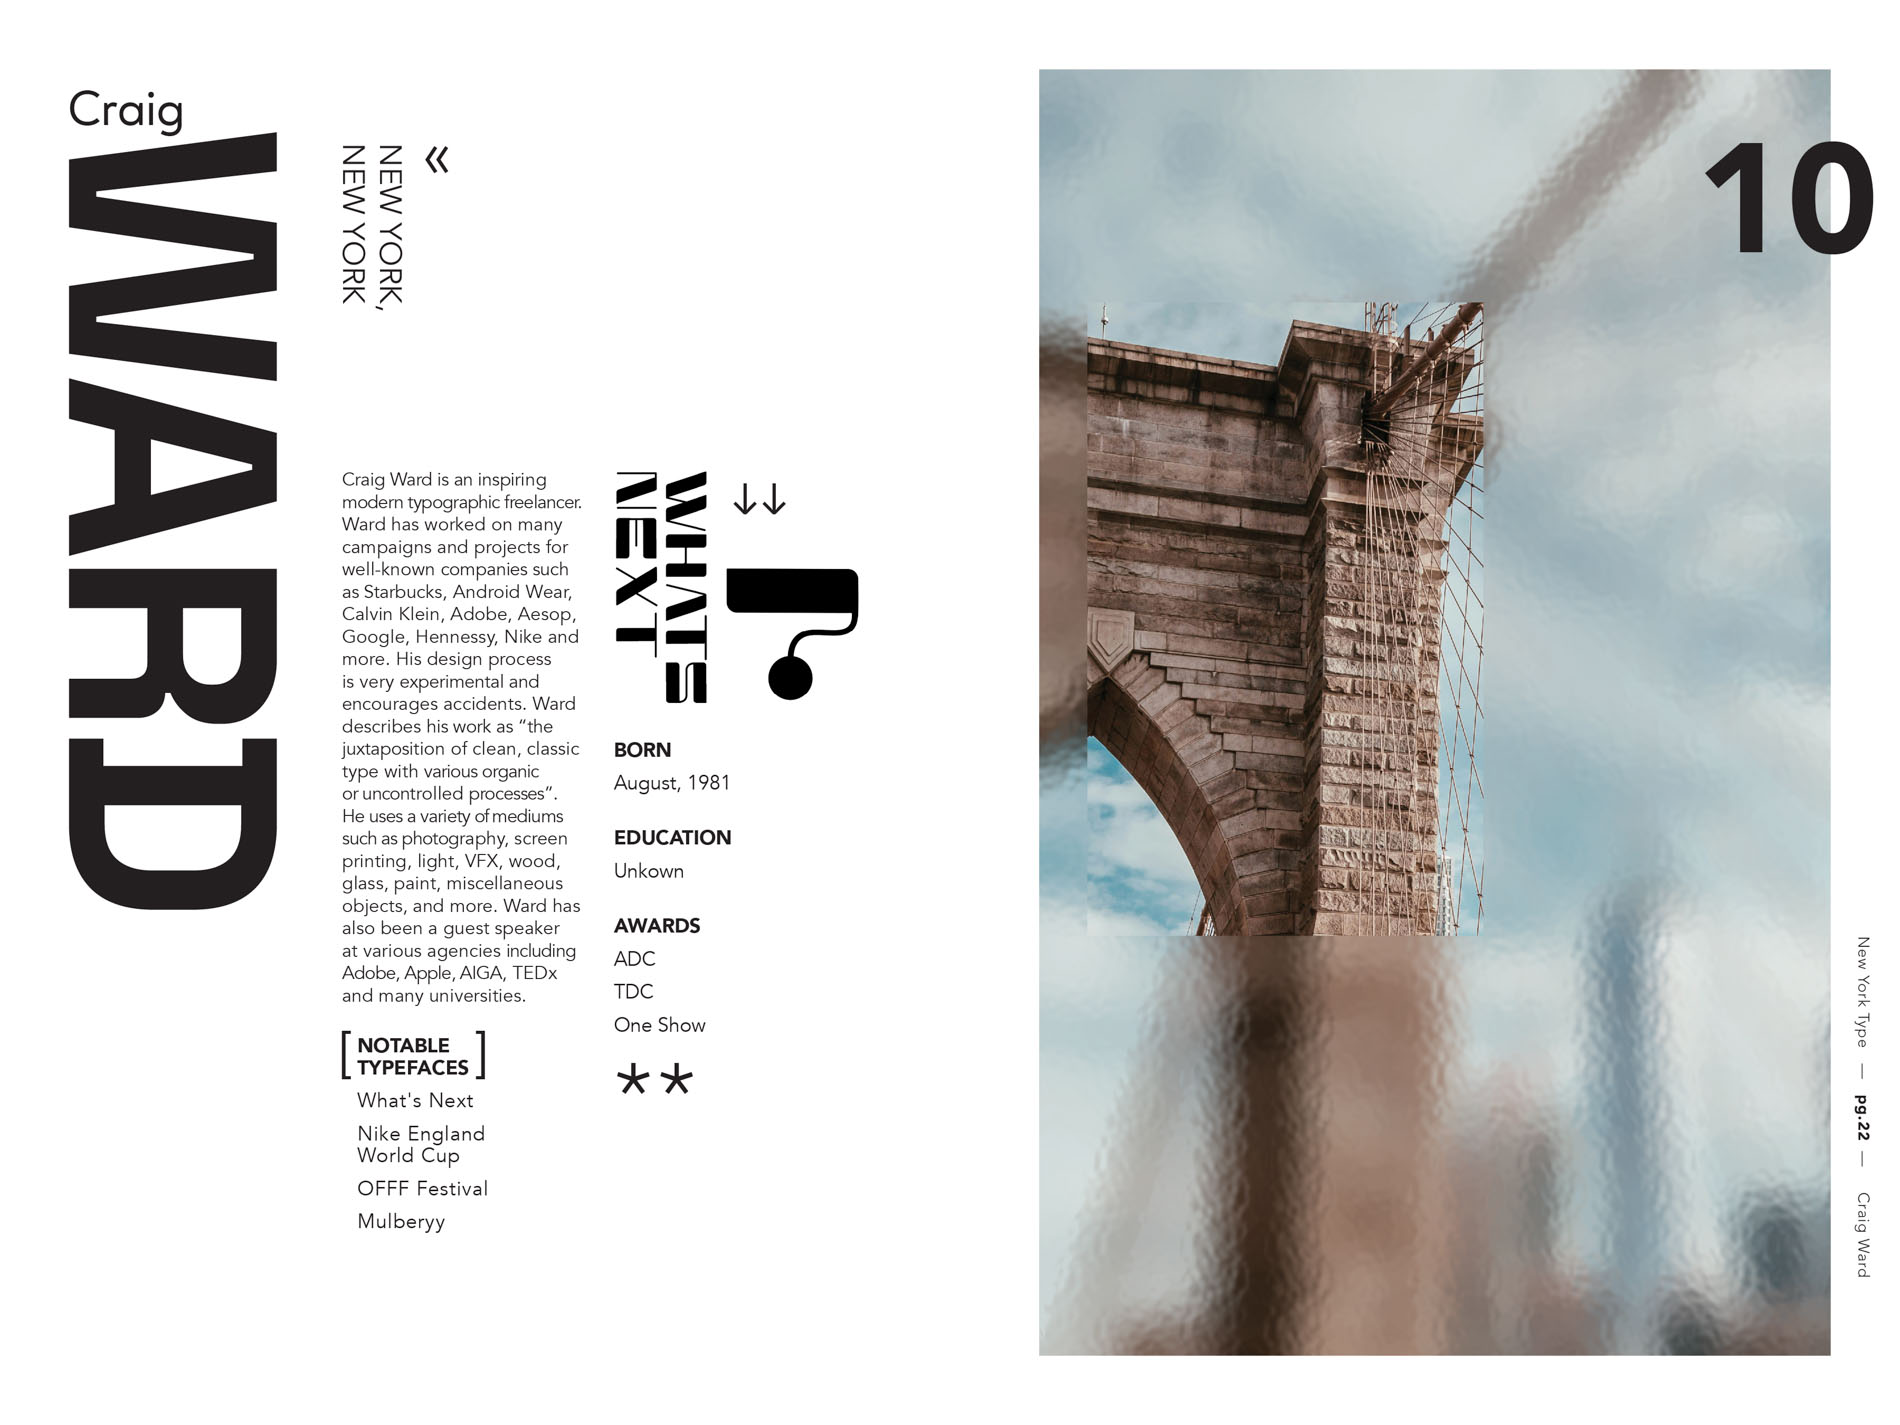 Craig
WARD
NEW YORK,
NEW YORK
«
Craig Ward is an inspiring
modern typographic freelancer.
Ward has worked on many
campaigns and projects for
well-known companies such
as Starbucks, Android Wear,
Calvin Klein, Adobe, Aesop,
Google, Hennessy, Nike and
more. His design process
is very experimental and
encourages accidents. Ward
describes his work as “the
juxtaposition of clean, classic
type with various organic
or uncontrolled processes”.
He uses a variety of mediums
such as photography, screen
printing, light, VFX, wood,
glass, paint, miscellaneous
objects, and more. Ward has
also been a guest speaker
at various agencies including
Adobe, Apple, AIGA, TEDx
and many universities.
[NOTABLE
TYPEFACES]
What's Next
Nike England
World Cup
OFFF Festival
Mulberyy
WHATS
NEXT
↓↓
BORN
August, 1981
EDUCATION
Unkown
AWARDS
ADC
TDC
One Show
**
10
New York Type — pg.22 — Craig Ward